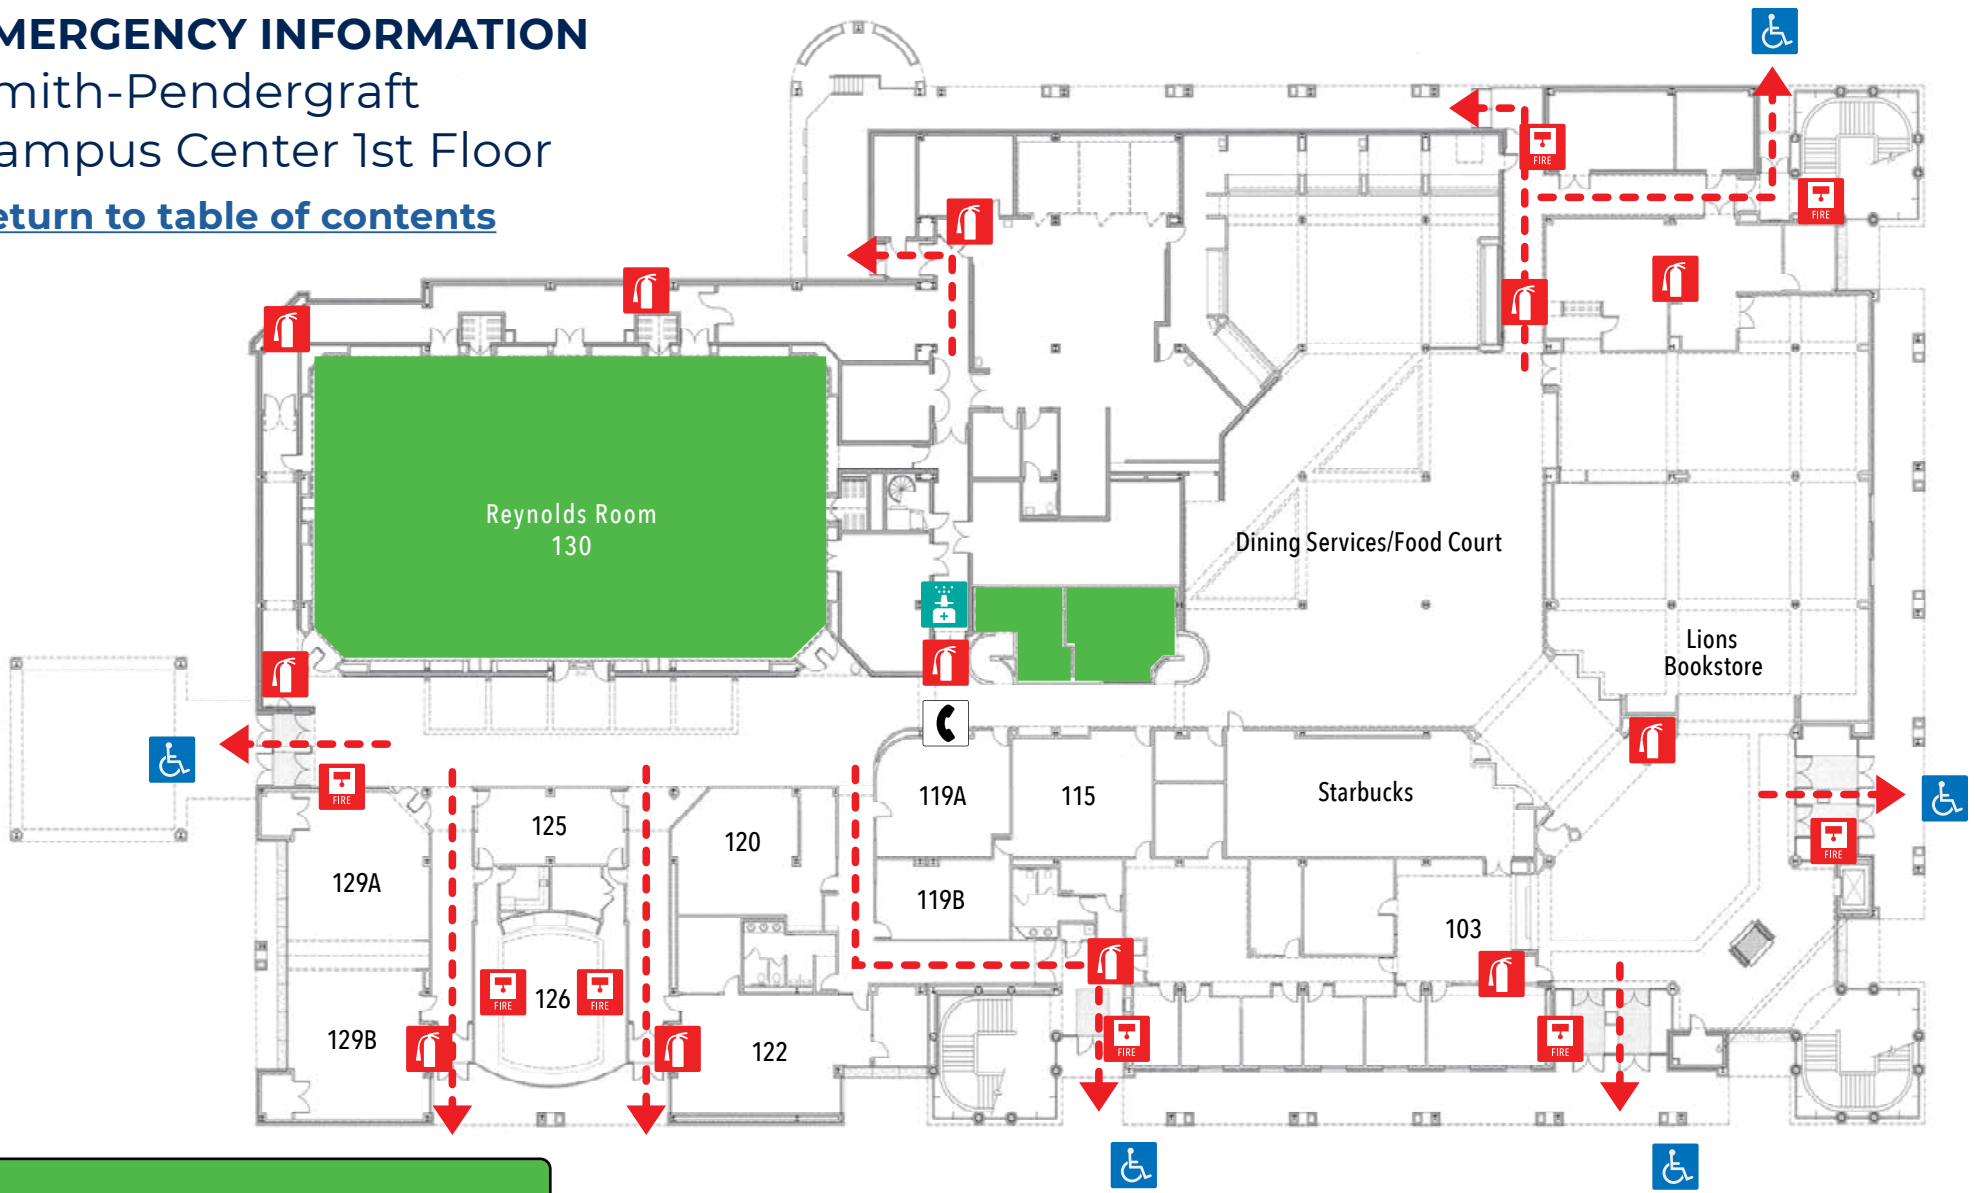 MERGENCY INFORMATION
mith-Pendergraft
ampus Center 1st Floor
eturn to table of contents
FIRE
FIRE
Reynolds Room
130
Dining Services/Food Court
Lions
Bookstore
FIRE
119A
115
Starbucks
125
120
FIRE
129A
119B
103
FIRE
126
FIRE
129B
122
FIRE
FIRE